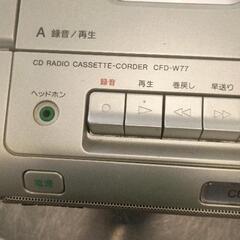 A 録音/再生
CD RADIO CASSETTE-CORDER CFD-W77
ヘッドホン 録音 再生 巻戻し 早送り
電源